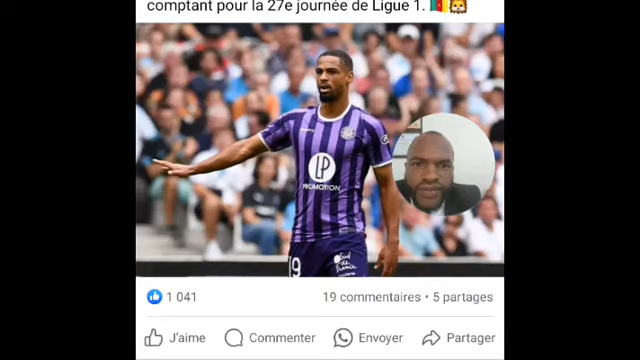 comptant pour la 27e journée de Ligue 1. 🇨🇲🦁
LP
PROMOTION
19
1 041
19 commentaires • 5 partages
J'aime
Commenter
Envoyer
Partager